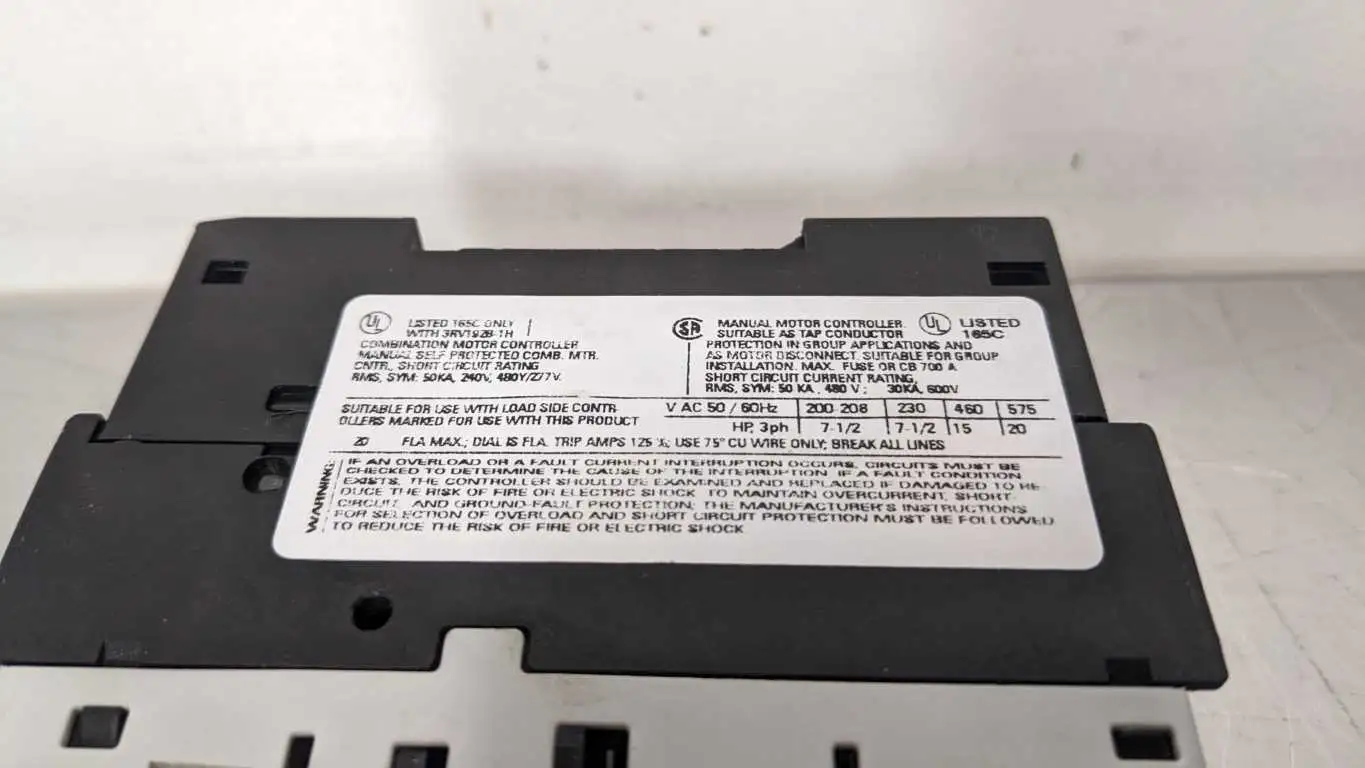 UL LISTED 165C ONLY
WITH 3RV1928-1H
COMBINATION MOTOR CONTROLLER
MANUAL SELF PROTECTED COMB. MTR.
CNTRL, SHORT CIRCUIT RATING
RMS, SYM: 50KA, 240V, 480Y/277V.
SA MANUAL MOTOR CONTROLLER. UL LISTED
SUITABLE AS TAP CONDUCTOR 165C
PROTECTION IN GROUP APPLICATIONS AND
AS MOTOR DISCONNECT. SUITABLE FOR GROUP
INSTALLATION. MAX. FUSE OR CB 700 A
SHORT CIRCUIT CURRENT RATING,
RMS, SYM: 50 KA, 480 V; 30KA, 600V
SUITABLE FOR USE WITH LOAD SIDE CONTR
OLLERS MARKED FOR USE WITH THIS PRODUCT
V AC 50 / 60Hz 200-208 230 460 575
HP, 3ph 7-1/2 7-1/2 15 20
20 FLA MAX.; DIAL IS FLA. TRIP AMPS 125 %; USE 75° CU WIRE ONLY; BREAK ALL LINES
WARNING:
IF AN OVERLOAD OR A FAULT CURRENT INTERRUPTION OCCURS, CIRCUITS MUST BE
CHECKED TO DETERMINE THE CAUSE OF THE INTERRUPTION. IF A FAULT CONDITION
EXISTS, THE CONTROLLER SHOULD BE EXAMINED AND REPLACED IF DAMAGED TO RE-
DUCE THE RISK OF FIRE OR ELECTRIC SHOCK. TO MAINTAIN OVERCURRENT, SHORT-
CIRCUIT, AND GROUND-FAULT PROTECTION, THE MANUFACTURER'S INSTRUCTIONS
FOR SELECTION OF OVERLOAD AND SHORT CIRCUIT PROTECTION MUST BE FOLLOWED
TO REDUCE THE RISK OF FIRE OR ELECTRIC SHOCK